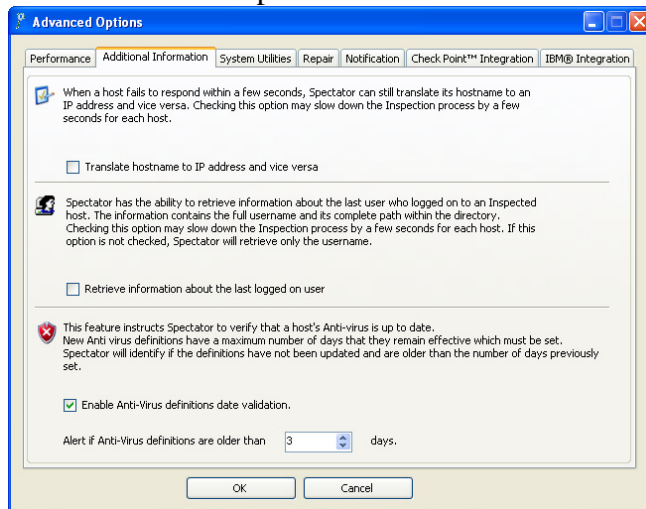 Advanced Options
Performance Additional Information System Utilities Repair Notification Check Point™ Integration IBM® Integration
When a host fails to respond within a few seconds, Spectator can still translate its hostname to an
IP address and vice versa. Checking this option may slow down the Inspection process by a few
seconds for each host.
Translate hostname to IP address and vice versa
Spectator has the ability to retrieve information about the last user who logged on to an Inspected
host. The information contains the full username and its complete path within the directory.
Checking this option may slow down the Inspection process by a few seconds for each host. If this
option is not checked, Spectator will retrieve only the username.
Retrieve information about the last logged on user
This feature instructs Spectator to verify that a host's Anti-virus is up to date.
New Anti virus definitions have a maximum number of days that they remain effective which must be set.
Spectator will identify if the definitions have not been updated and are older than the number of days previously
set.
Enable Anti-Virus definitions date validation.
Alert if Anti-Virus definitions are older than 3 days.
OK Cancel